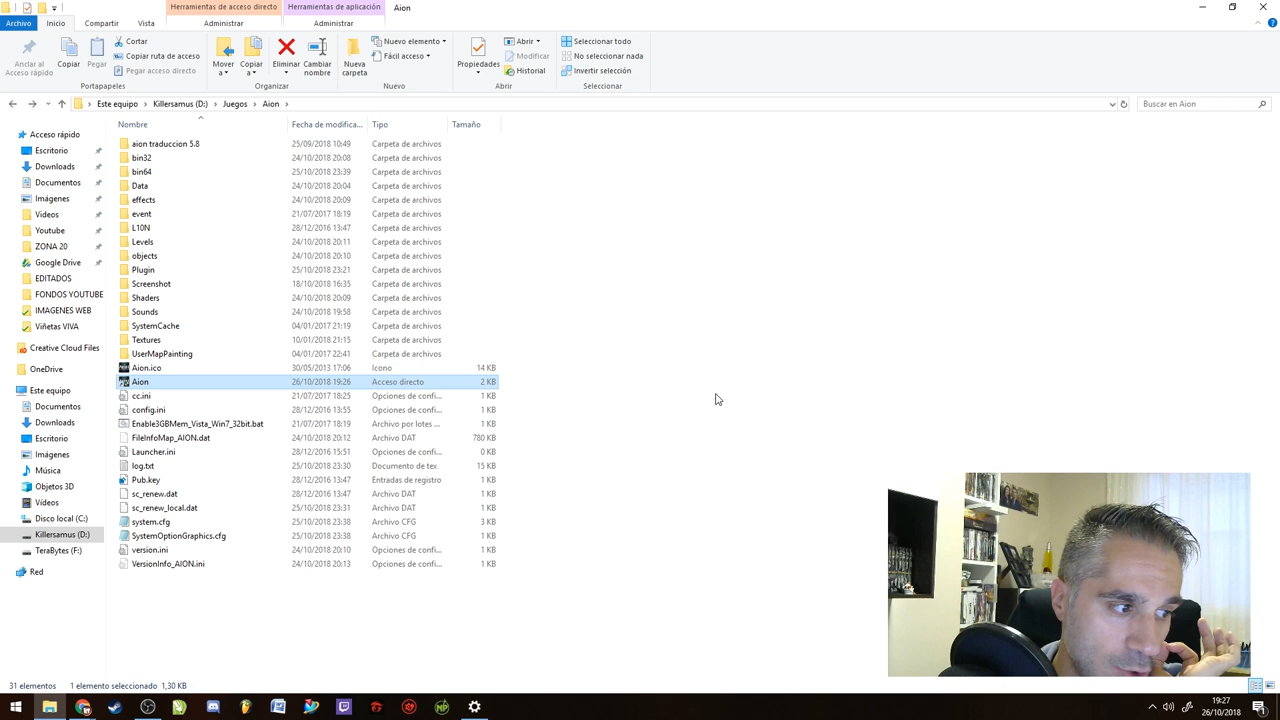 Herramientas de acceso directo
Herramientas de aplicación
Aion
Archivo
Inicio
Compartir
Vista
Administrar
Administrar
Anclar al
Acceso rápido
Copiar
Pegar
Cortar
Copiar ruta de acceso
Pegar acceso directo
Mover
a
Copiar
a
Eliminar
Cambiar
nombre
Nueva
carpeta
Nuevo elemento
Fácil acceso
Propiedades
Abrir
Modificar
Historial
Seleccionar todo
No seleccionar nada
Invertir selección
Portapapeles
Organizar
Nuevo
Abrir
Seleccionar
Este equipo > Killersamus (D:) > Juegos > Aion >
Buscar en Aion
Nombre Fecha de modifica... Tipo Tamaño
Acceso rápido
Escritorio
Downloads
Documentos
Imágenes
Videos
Youtube
ZONA 20
Google Drive
EDITADOS
FONDOS YOUTUBE
IMAGENES WEB
Viñetas VIVA
Creative Cloud Files
OneDrive
Este equipo
Documentos
Downloads
Escritorio
Imágenes
Música
Objetos 3D
Vídeos
Disco local (C:)
Killersamus (D:)
TeraBytes (F:)
Red
aion traduccion 5.8 25/09/2018 10:49 Carpeta de archivos
bin32 24/10/2018 20:08 Carpeta de archivos
bin64 25/10/2018 23:39 Carpeta de archivos
Data 24/10/2018 20:04 Carpeta de archivos
effects 24/10/2018 20:09 Carpeta de archivos
event 21/07/2017 18:19 Carpeta de archivos
L10N 28/12/2016 13:47 Carpeta de archivos
Levels 24/10/2018 20:11 Carpeta de archivos
objects 24/10/2018 20:10 Carpeta de archivos
Plugin 25/10/2018 23:21 Carpeta de archivos
Screenshot 18/10/2018 16:35 Carpeta de archivos
Shaders 24/10/2018 20:09 Carpeta de archivos
Sounds 24/10/2018 19:58 Carpeta de archivos
SystemCache 04/01/2017 21:19 Carpeta de archivos
Textures 10/01/2018 21:15 Carpeta de archivos
UserMapPainting 04/01/2017 22:41 Carpeta de archivos
Aion.ico 30/05/2013 17:06 Icono 14 KB
Aion 26/10/2018 19:26 Acceso directo 2 KB
cc.ini 21/07/2017 18:25 Opciones de confi... 1 KB
config.ini 28/12/2016 13:55 Opciones de confi... 1 KB
Enable3GBMem_Vista_Win7_32bit.bat 21/07/2017 18:19 Archivo por lotes ... 1 KB
FileInfoMap_AION.dat 24/10/2018 20:12 Archivo DAT 780 KB
Launcher.ini 28/12/2016 15:51 Opciones de confi... 0 KB
log.txt 25/10/2018 23:30 Documento de tex 15 KB
Pub.key 28/12/2016 13:47 Entradas de registro 1 KB
sc_renew.dat 28/12/2016 13:47 Archivo DAT 1 KB
sc_renew_local.dat 25/10/2018 23:31 Archivo DAT 1 KB
system.cfg 25/10/2018 23:38 Archivo CFG 3 KB
SystemOptionGraphics.cfg 25/10/2018 23:38 Archivo CFG 1 KB
version.ini 24/10/2018 20:10 Opciones de confi... 1 KB
VersionInfo_AION.ini 24/10/2018 20:13 Opciones de confi... 1 KB
31 elementos 1 elemento seleccionado 1,30 KB
19:27
26/10/2018